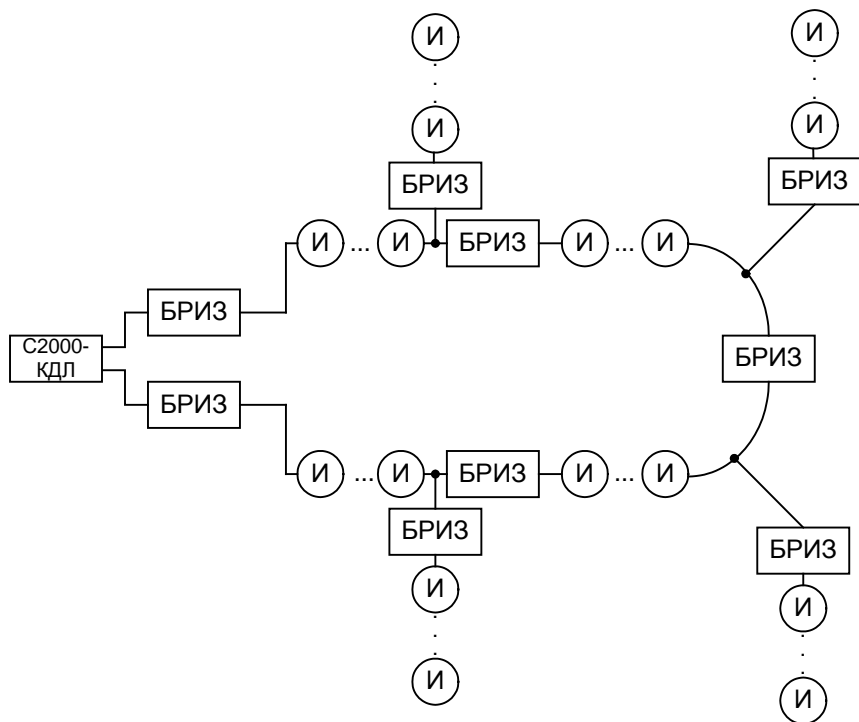 И И
И И
БРИЗ БРИЗ
И ... И БРИЗ И ... И
БРИЗ
С2000-
КДЛ
БРИЗ
БРИЗ
И ... И БРИЗ И ... И
БРИЗ БРИЗ
И И
И И